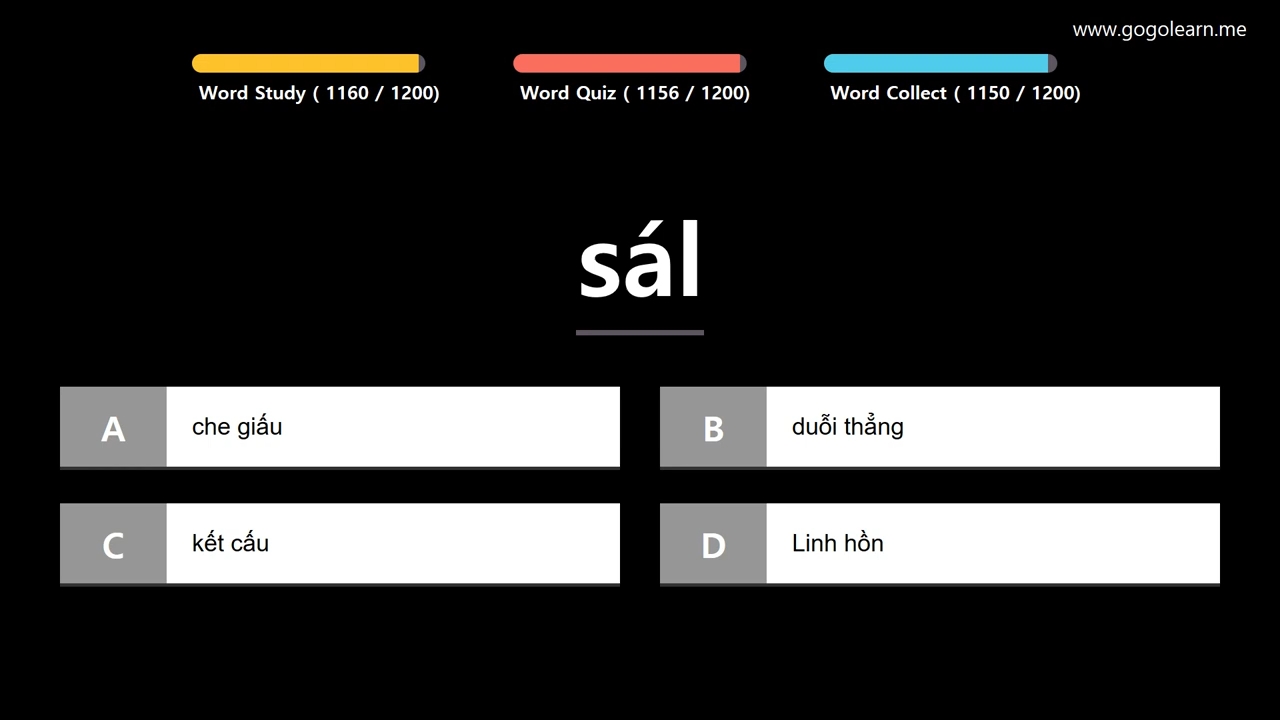 www.gogolearn.me
Word Study ( 1160 / 1200)
Word Quiz ( 1156 / 1200)
Word Collect ( 1150 / 1200)
sál
A che giấu
B duỗi thẳng
C kết cấu
D Linh hồn